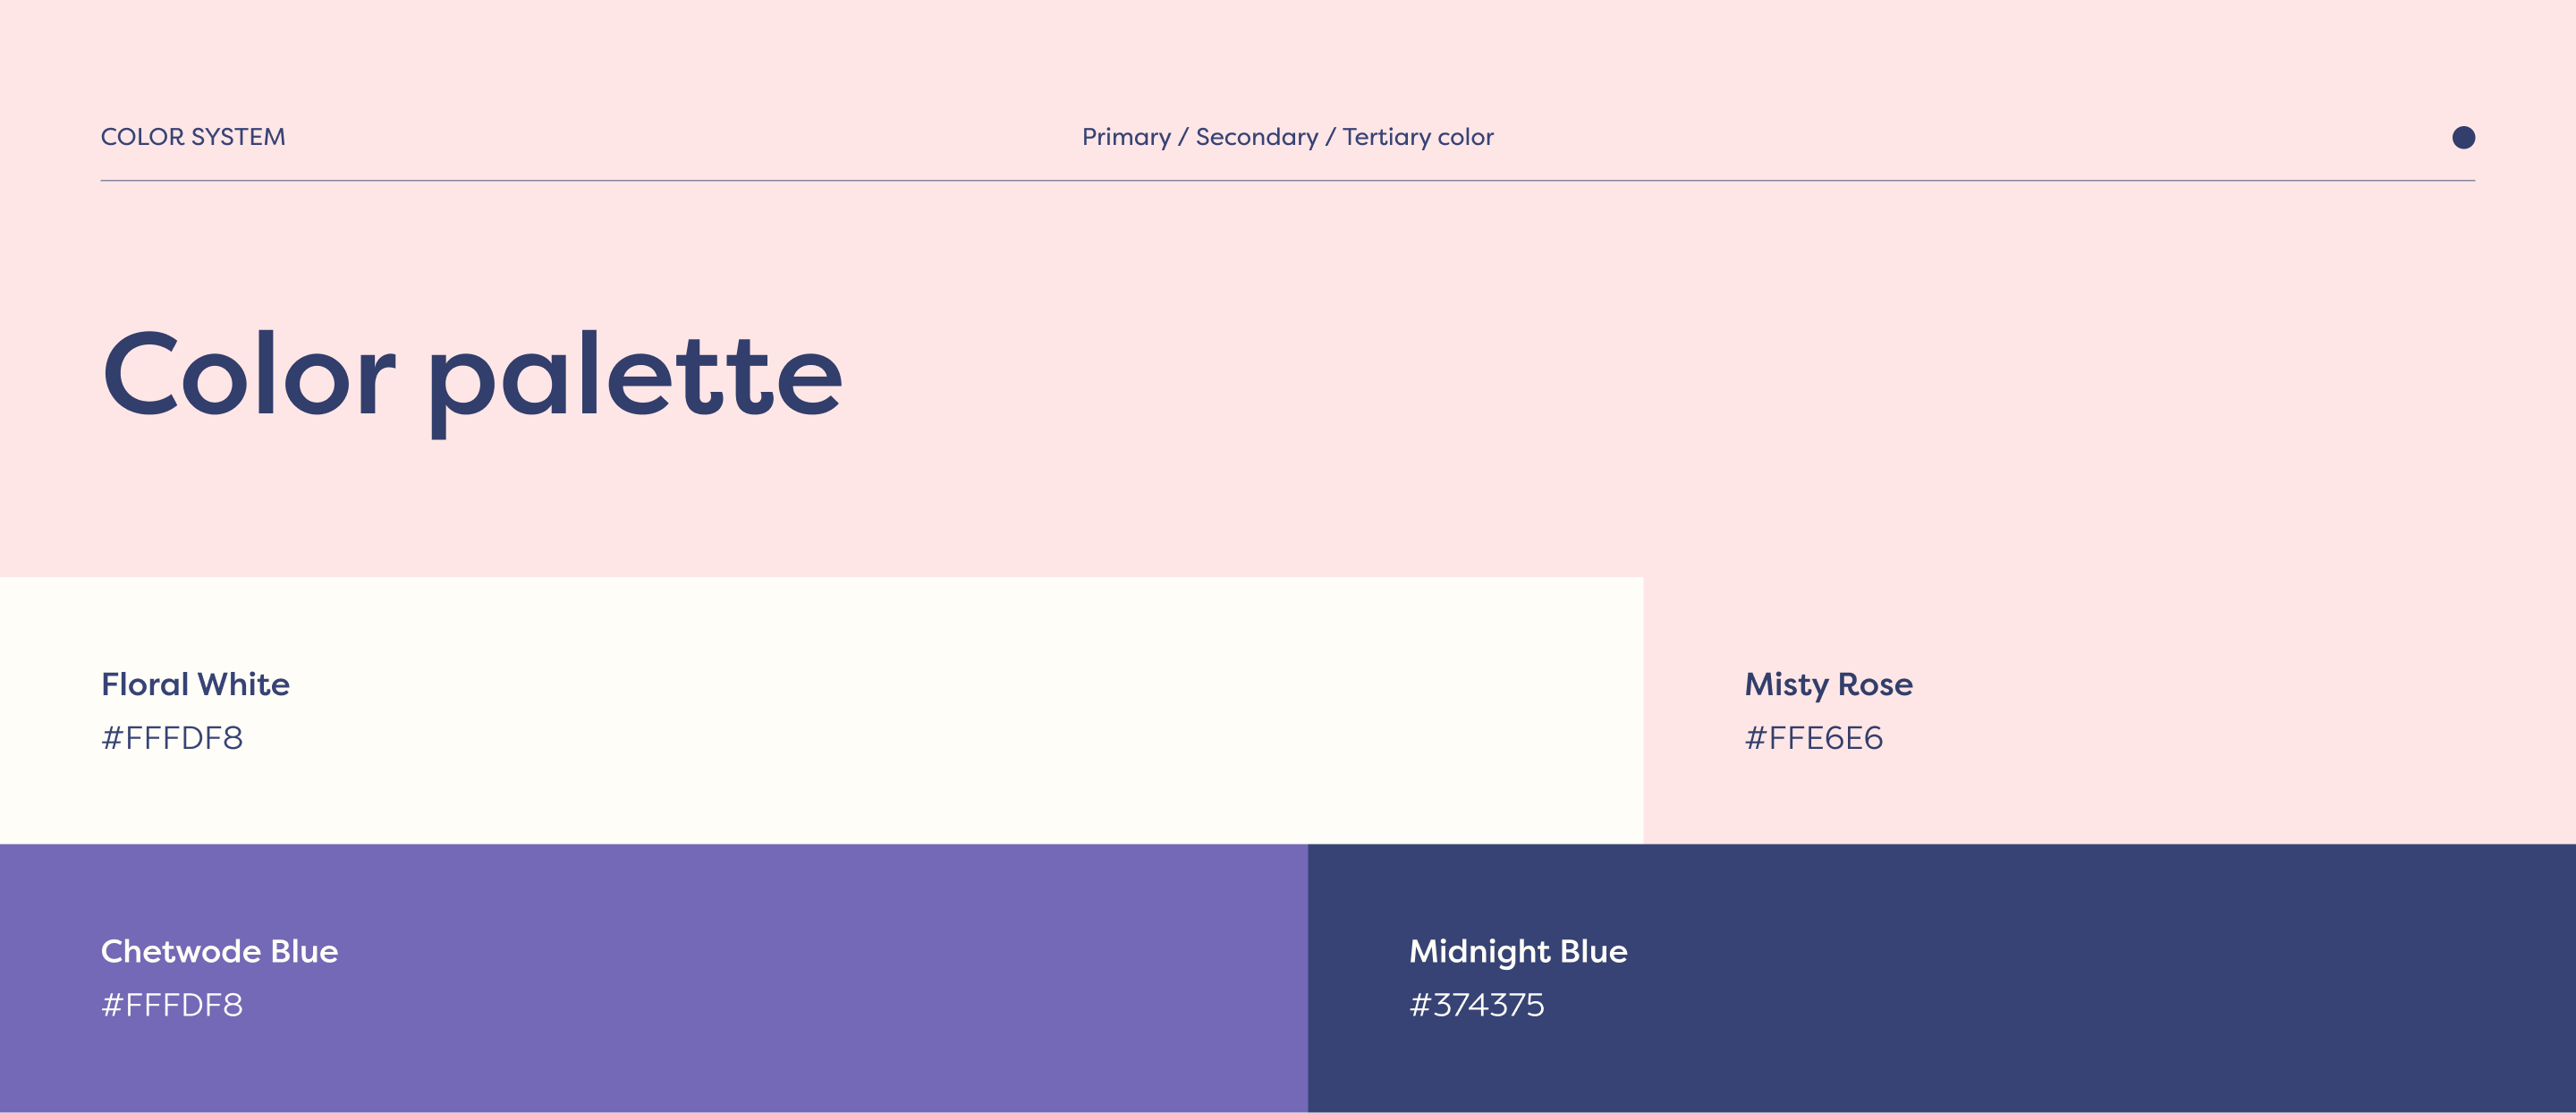 COLOR SYSTEM
Primary / Secondary / Tertiary color
Color palette
Floral White
#FFFDF8
Misty Rose
#FFE6E6
Chetwode Blue
#FFFDF8
Midnight Blue
#374375